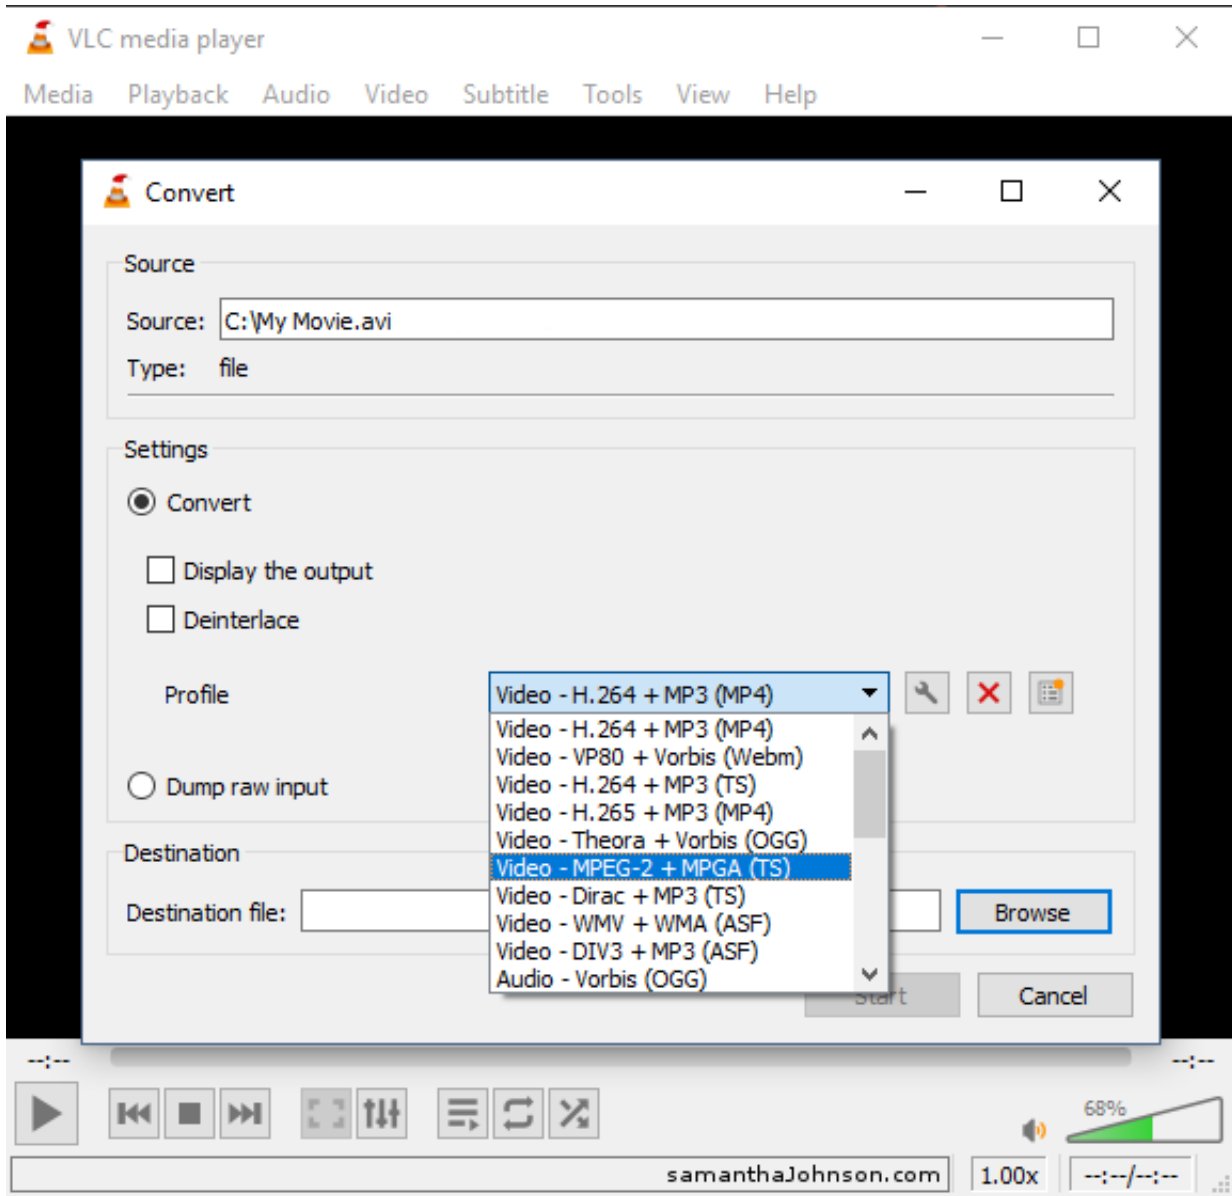 VLC media player
Media Playback Audio Video Subtitle Tools View Help
Convert
Source
Source: C:\My Movie.avi
Type: file
Settings
Convert
Display the output
Deinterlace
Profile Video - H.264 + MP3 (MP4)
Video - H.264 + MP3 (MP4)
Video - VP80 + Vorbis (Webm)
Video - H.264 + MP3 (TS)
Dump raw input
Video - H.265 + MP3 (MP4)
Video - Theora + Vorbis (OGG)
Destination
Video - MPEG-2 + MPGA (TS)
Video - Dirac + MP3 (TS)
Destination file: Browse
Video - WMV + WMA (ASF)
Video - DIV3 + MP3 (ASF)
Audio - Vorbis (OGG)
Start Cancel
--:-- --:--
68%
samanthaJohnson.com 1.00x --:--/--:--